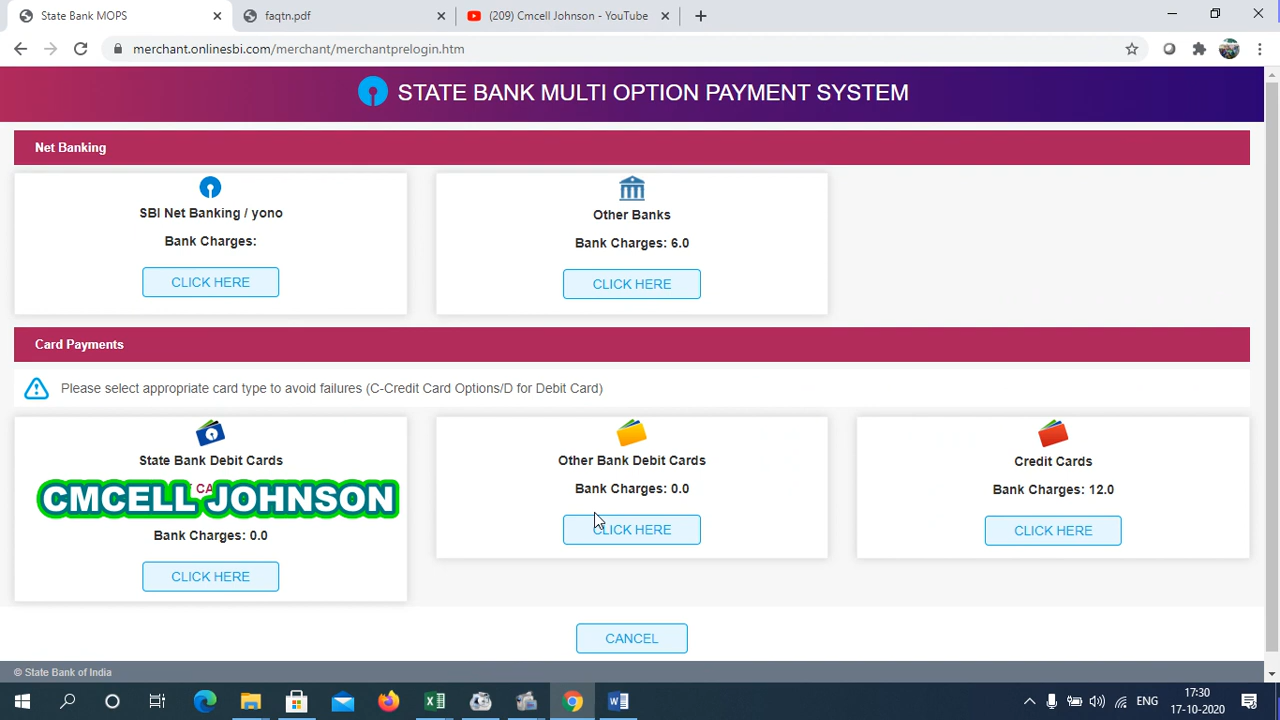 State Bank MOPS
faqtn.pdf
(209) Cmcell Johnson - YouTube
merchant.onlinesbi.com/merchant/merchantprelogin.htm
STATE BANK MULTI OPTION PAYMENT SYSTEM
Net Banking
SBI Net Banking / yono
Bank Charges:
CLICK HERE
Other Banks
Bank Charges: 6.0
CLICK HERE
Card Payments
Please select appropriate card type to avoid failures (C-Credit Card Options/D for Debit Card)
State Bank Debit Cards
CMCELL JOHNSON
Bank Charges: 0.0
CLICK HERE
Other Bank Debit Cards
Bank Charges: 0.0
CLICK HERE
Credit Cards
Bank Charges: 12.0
CLICK HERE
CANCEL
© State Bank of India
ENG
17:30
17-10-2020